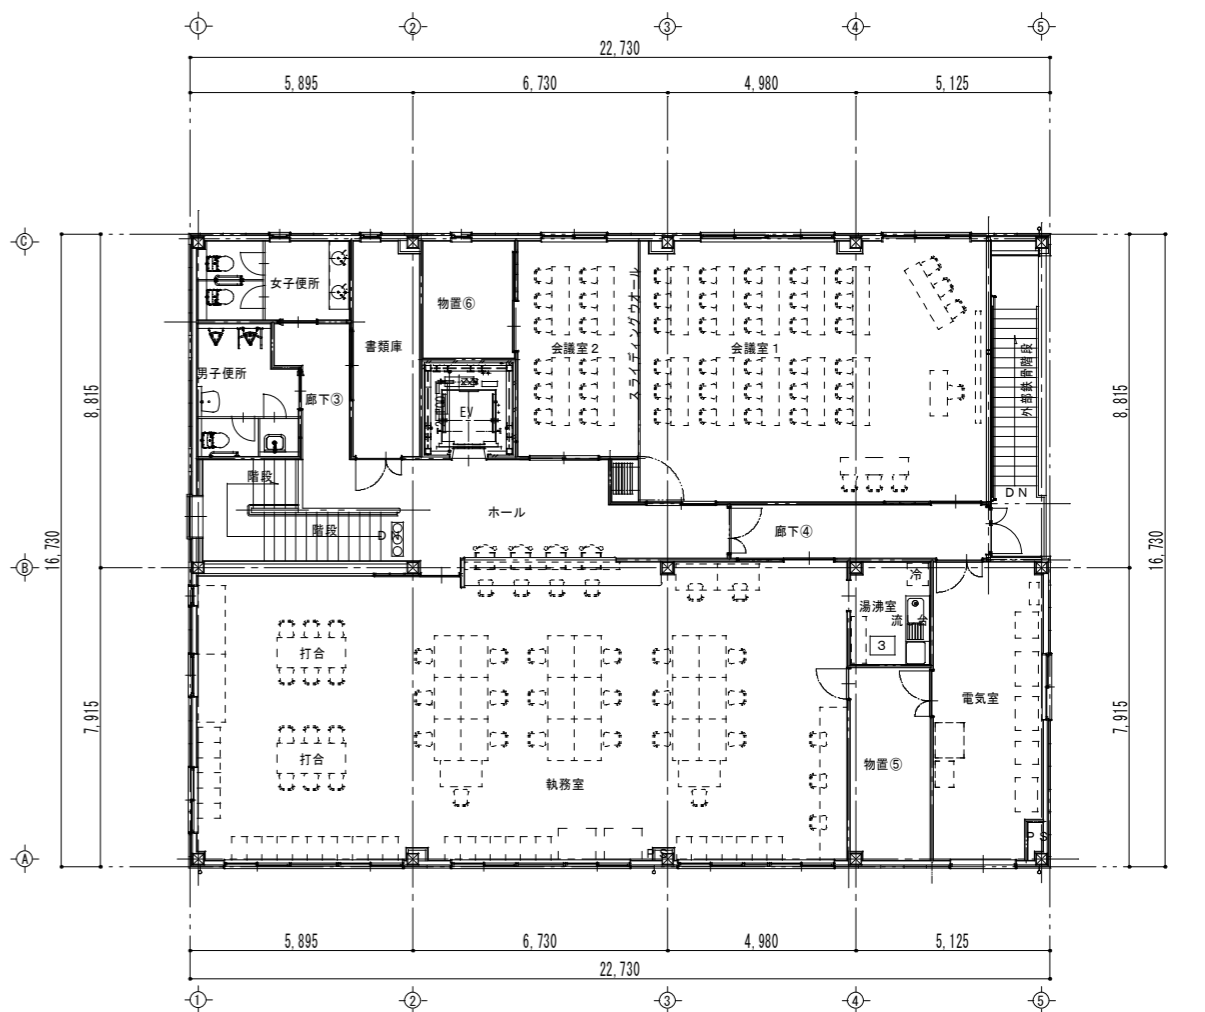 ① ② ③ ④ ⑤
22,730
5,895 6,730 4,980 5,125
Ⓒ
女子便所
物置⑥
書類庫
会議室2
スライディングウオール
会議室1
外部鉄骨階段
男子便所
廊下③
EV
8,815
8,815
階段
ホール
DN
階段
D
廊下④
16,730
16,730
Ⓑ
冷
湯沸室
流 台
3
打合
電気室
7,915
7,915
打合
執務室
物置⑤
PS
PS
Ⓐ
5,895 6,730 4,980 5,125
22,730
① ② ③ ④ ⑤